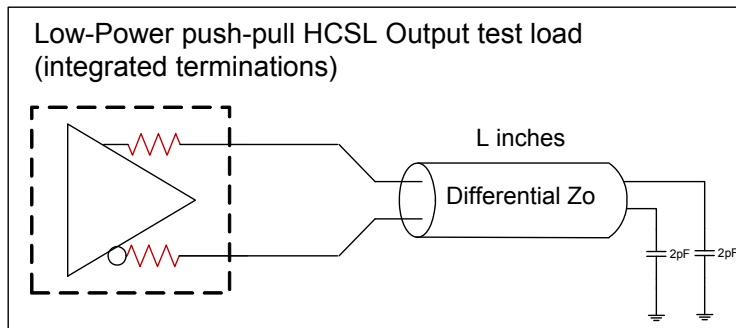 Low-Power push-pull HCSL Output test load
(integrated terminations)
L inches
Differential Zo
2pF
2pF